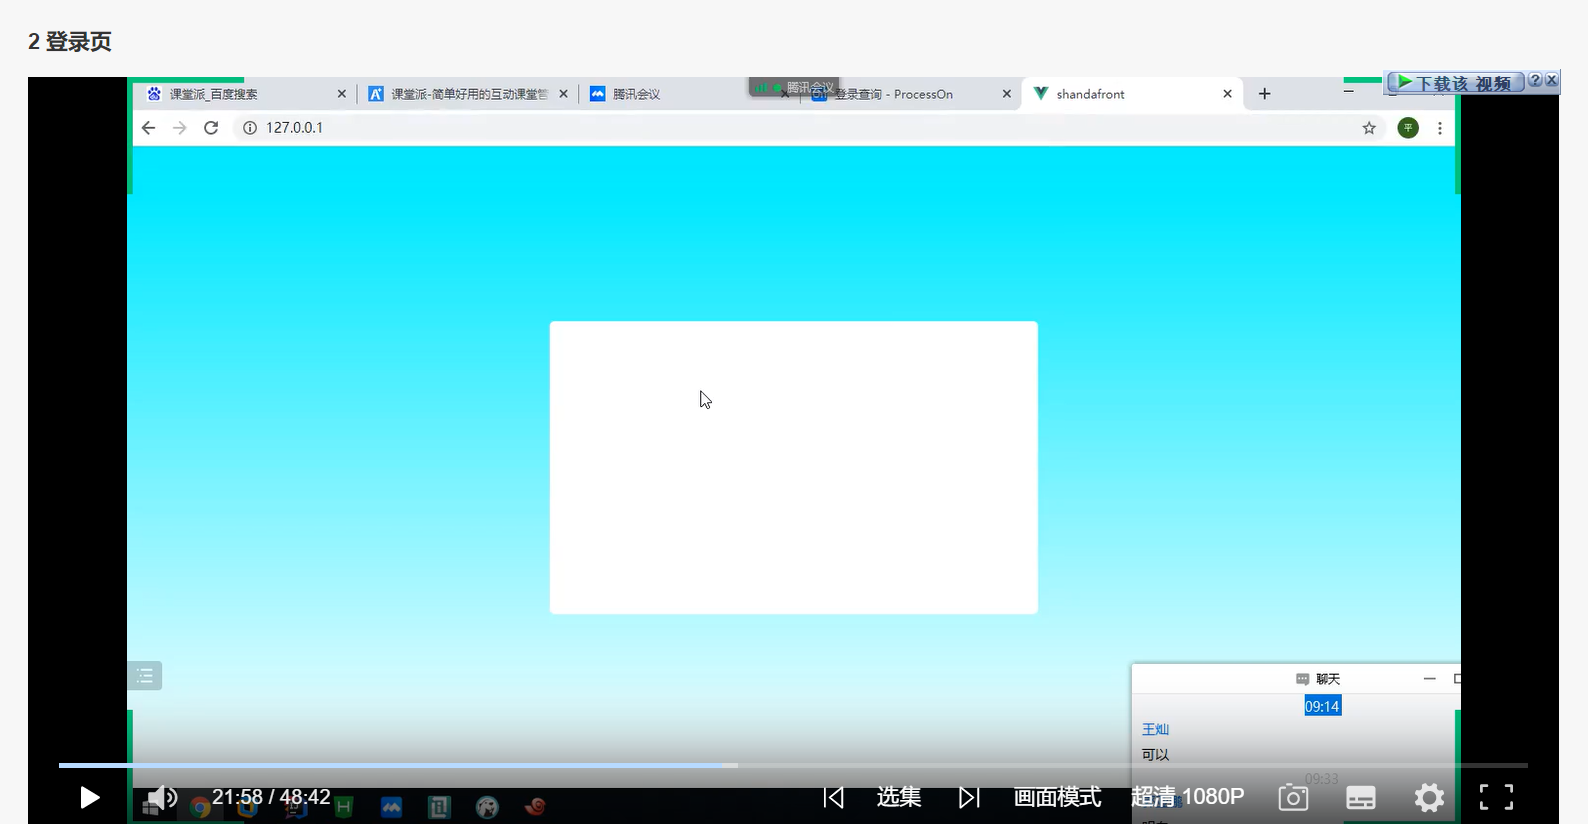 2 登录页
下载该 视频
课堂派_百度搜索
课堂派-简单好用的互动课堂管
腾讯会议
腾讯会议
登录查询 - ProcessOn
shandafront
127.0.0.1
平
聊天
09:14
王灿
可以
09:33
21:58 / 48:42
选集
画面模式
超清 1080P